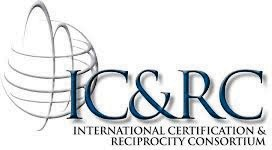 IC&RC
INTERNATIONAL CERTIFICATION &
RECIPROCITY CONSORTIUM